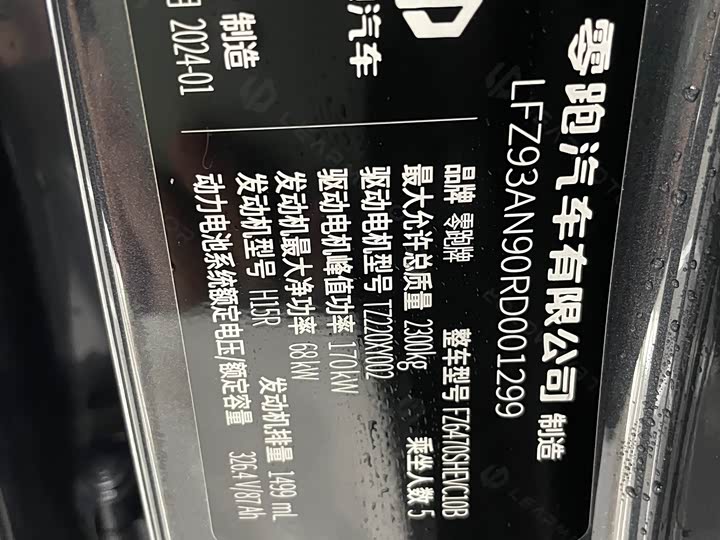 零跑汽车有限公司 制造
LFZ93AN90RD001299
品牌 零跑牌 整车型号 FZ6470SHEVC10B
最大允许总质量 2300kg 乘坐人数 5
驱动电机型号 TZ220XY002
驱动电机峰值功率 170kW
发动机最大净功率 68kW
发动机型号 H15R 发动机排量 1499 mL
动力电池系统额定电压/额定容量 326.4V/87Ah
汽车
制造
月 2024-01